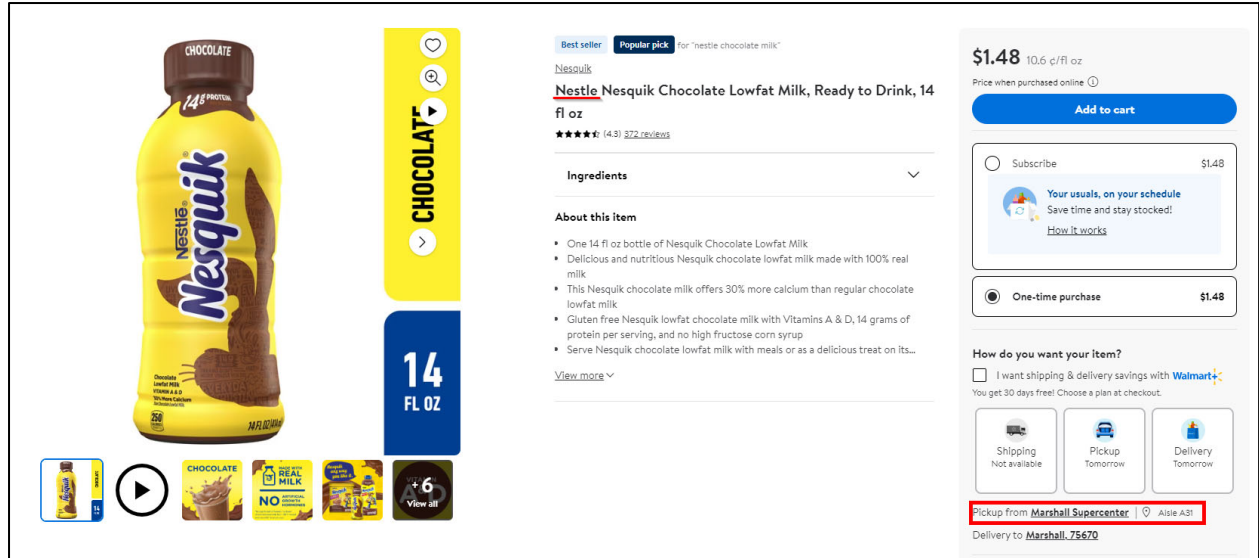 CHOCOLATE
14g PROTEIN
Nestlé
Nesquik
Chocolate
Lowfat Milk
VITAMIN A & D
250
14 FL OZ
CHOCOLATE
14
FL OZ
CHOCOLATE
MADE WITH
REAL
MILK
NO ARTIFICIAL
GROWTH
HORMONES
+6
View all
Best seller
Popular pick for "nestle chocolate milk"
Nesquik
Nestle Nesquik Chocolate Lowfat Milk, Ready to Drink, 14
fl oz
(4.3) 372 reviews
Ingredients
About this item
One 14 fl oz bottle of Nesquik Chocolate Lowfat Milk
Delicious and nutritious Nesquik chocolate lowfat milk made with 100% real
milk
This Nesquik chocolate milk offers 30% more calcium than regular chocolate
lowfat milk
Gluten free Nesquik lowfat chocolate milk with Vitamins A & D, 14 grams of
protein per serving, and no high fructose corn syrup
Serve Nesquik chocolate lowfat milk with meals or as a delicious treat on its...
View more
$1.48 10.6 ¢/fl oz
Price when purchased online
Add to cart
Subscribe $1.48
Your usuals, on your schedule
Save time and stay stocked!
How it works
One-time purchase $1.48
How do you want your item?
I want shipping & delivery savings with Walmart+
You get 30 days free! Choose a plan at checkout.
Shipping
Not available
Pickup
Tomorrow
Delivery
Tomorrow
Pickup from Marshall Supercenter | Aisle A31
Delivery to Marshall, 75670